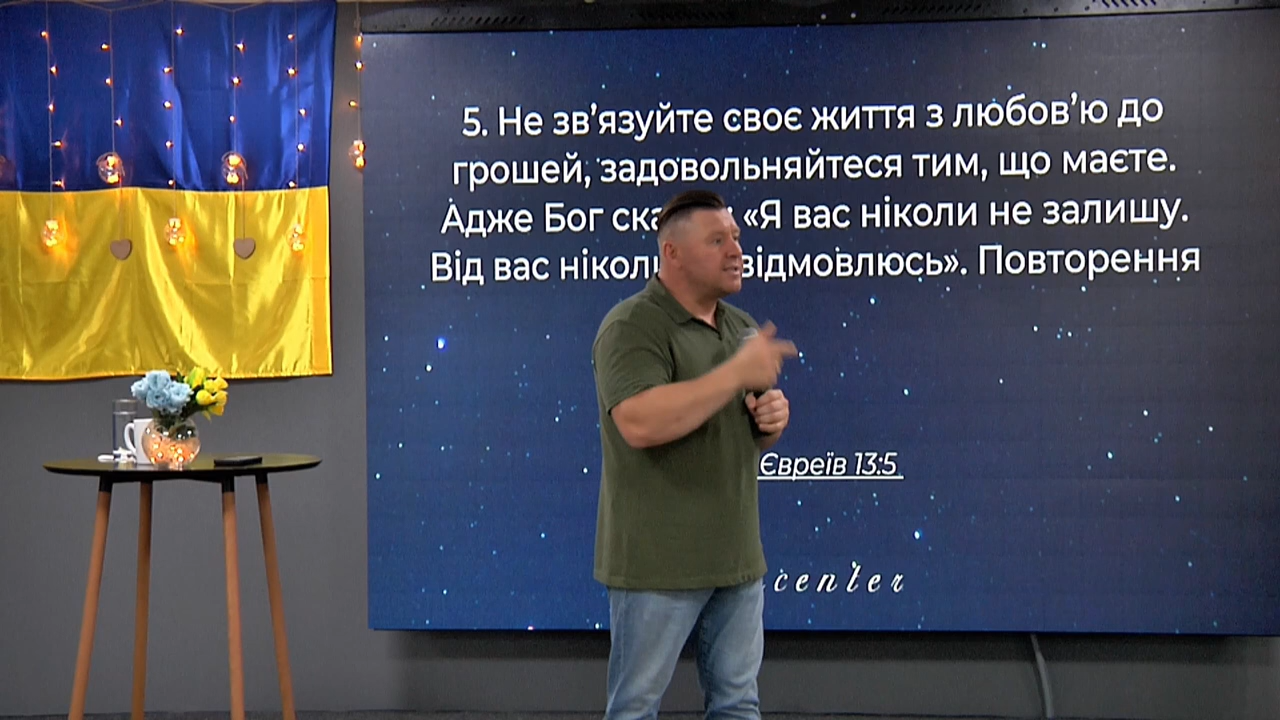 5. Не зв’язуйте своє життя з любов’ю до
грошей, задовольняйтеся тим, що маєте.
Адже Бог «Я вас ніколи не залишу.
Від вас відмовлюсь». Повторення
Євреїв 13:5
center